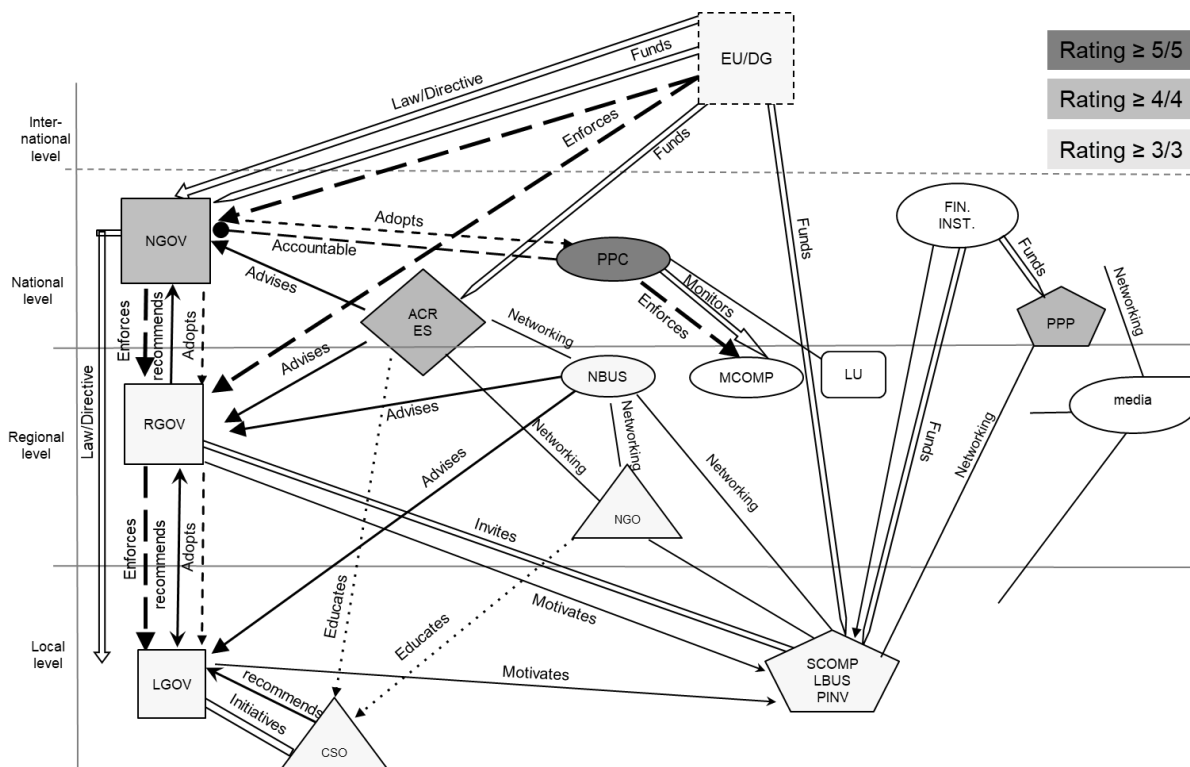 EU/DG
Rating ≥ 5/5
Rating ≥ 4/4
Rating ≥ 3/3
Law/Directive
Funds
Enforces
Funds
Inter-
national
level
NGOV
Adopts
Accountable
PPC
FIN.
INST.
Funds
Funds
Networking
National
level
Advises
ACR
ES
Monitors
Enforces
Networking
PPP
Enforces
recommends
Adopts
Law/Directive
Advises
NBUS
MCOMP
LU
media
Regional
level
RGOV
Advises
Networking
Networking
Networking
Funds
Networking
Advises
NGO
Invites
Enforces
recommends
Adopts
Motivates
Educates
Educates
Local
level
LGOV
recommends
Initiatives
CSO
Motivates
SCOMP
LBUS
PINV